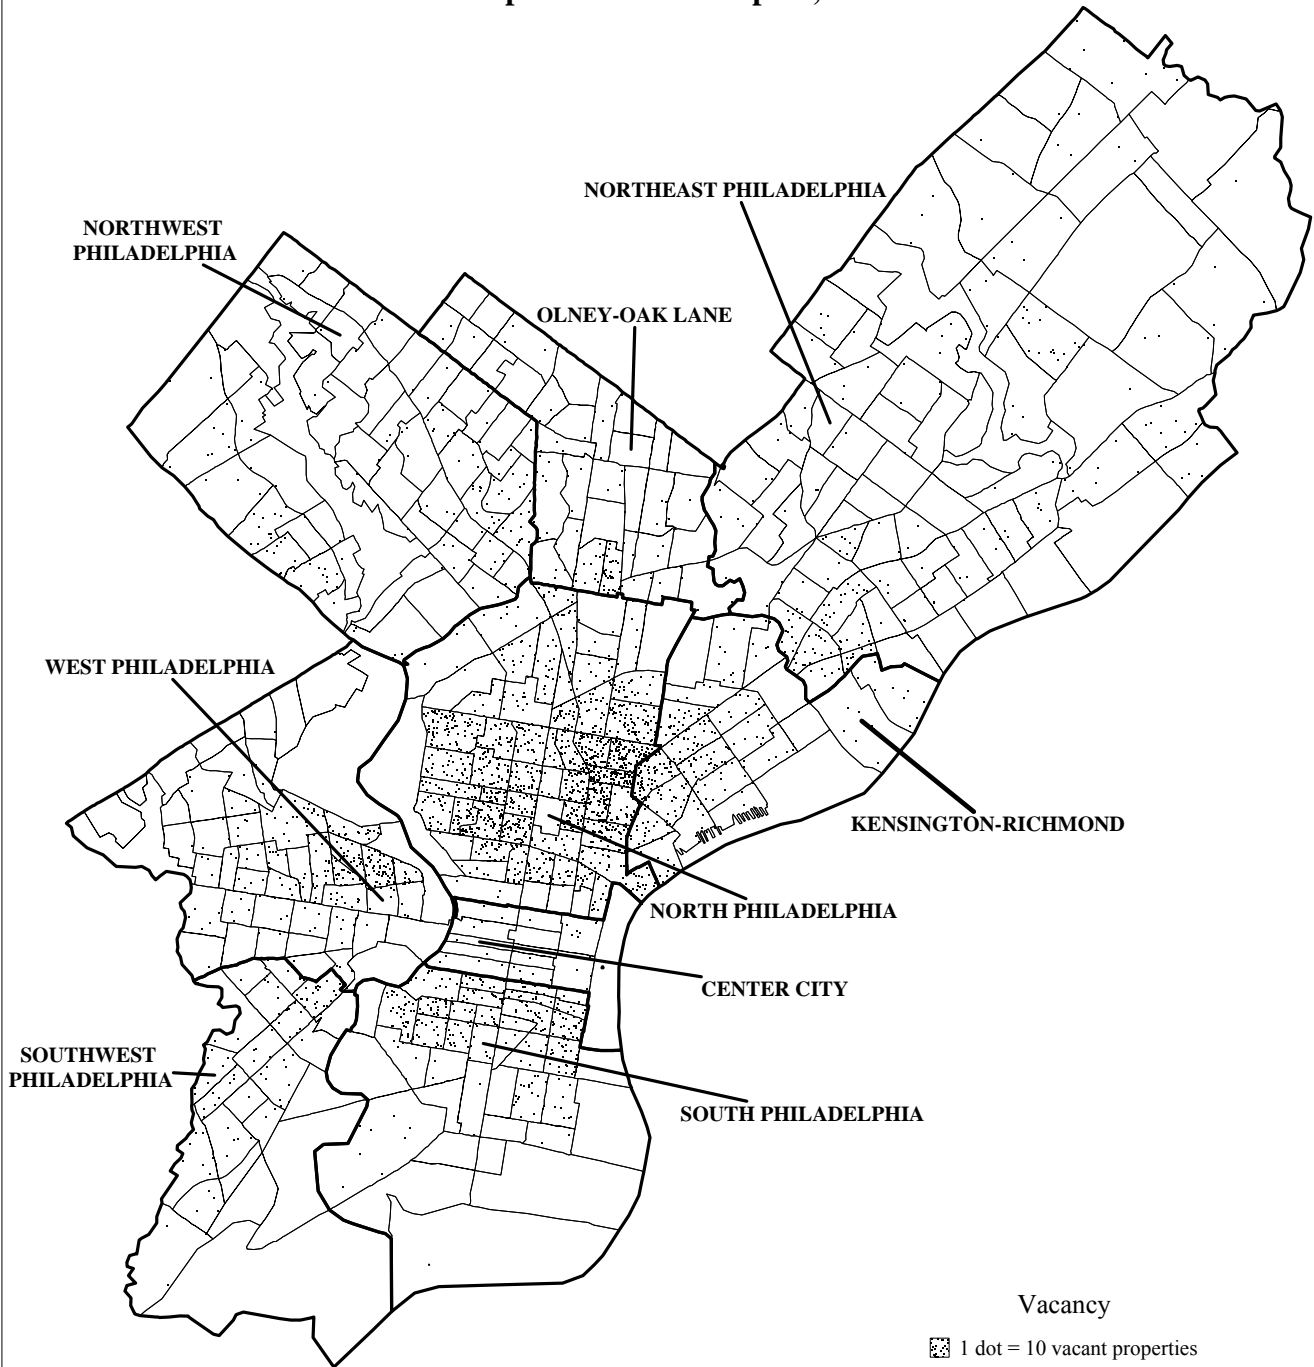 NORTHEAST PHILADELPHIA
NORTHWEST
PHILADELPHIA
OLNEY-OAK LANE
WEST PHILADELPHIA
KENSINGTON-RICHMOND
NORTH PHILADELPHIA
CENTER CITY
SOUTHWEST
PHILADELPHIA
SOUTH PHILADELPHIA
Vacancy
1 dot = 10 vacant properties